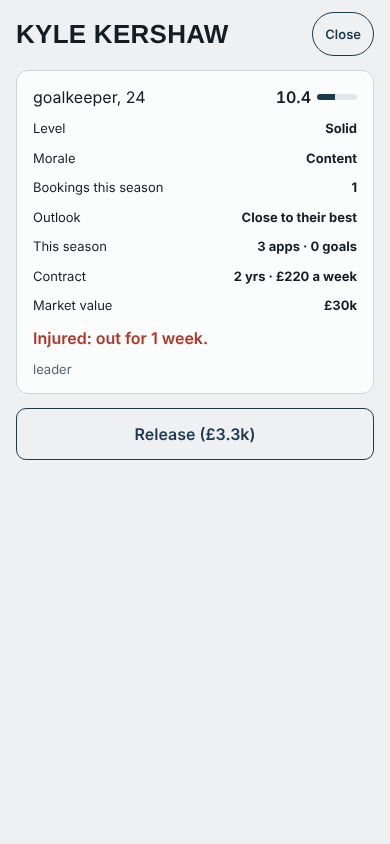 KYLE KERSHAW
Close
goalkeeper, 24
10.4
Level
Solid
Morale
Content
Bookings this season
1
Outlook
Close to their best
This season
3 apps · 0 goals
Contract
2 yrs · £220 a week
Market value
£30k
Injured: out for 1 week.
leader
Release (£3.3k)